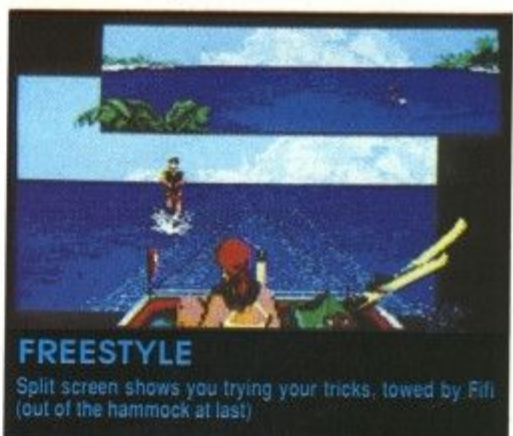 FREESTYLE
Split screen shows you trying your tricks, towed by Fifi
(out of the hammock at last)